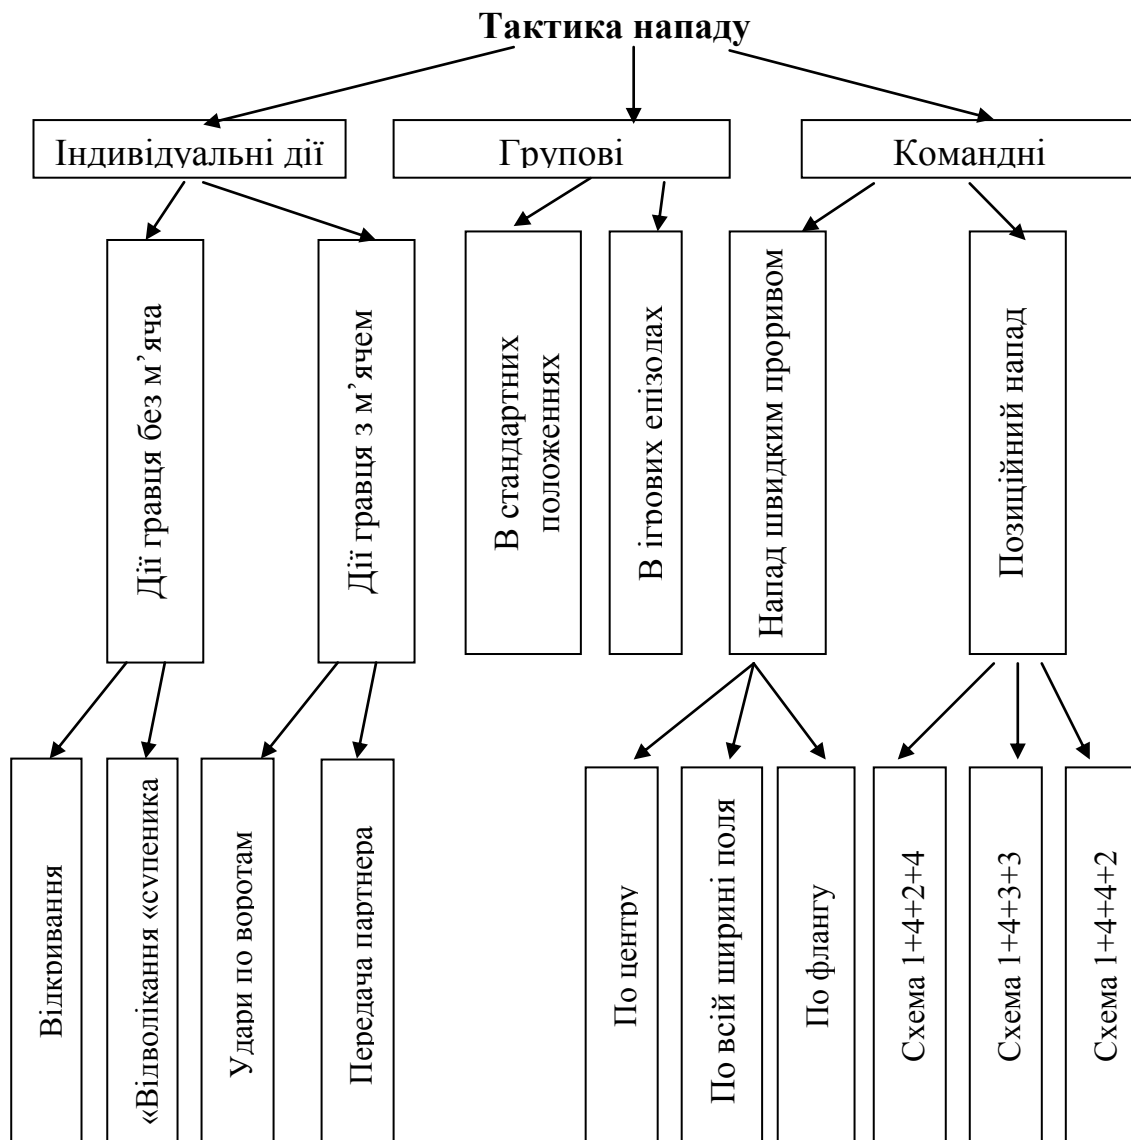 Тактика нападу
Індивідуальні дії
Групові
Командні
Дії гравця без м’яча
Дії гравця з м’ячем
В стандартних
положеннях
В ігрових епізодах
Напад швидким проривом
Позиційний напад
Відкривання
«Відволікання «супеника
Удари по воротам
Передача партнера
По центру
По всій ширині поля
По флангу
Схема 1+4+2+4
Схема 1+4+3+3
Схема 1+4+4+2